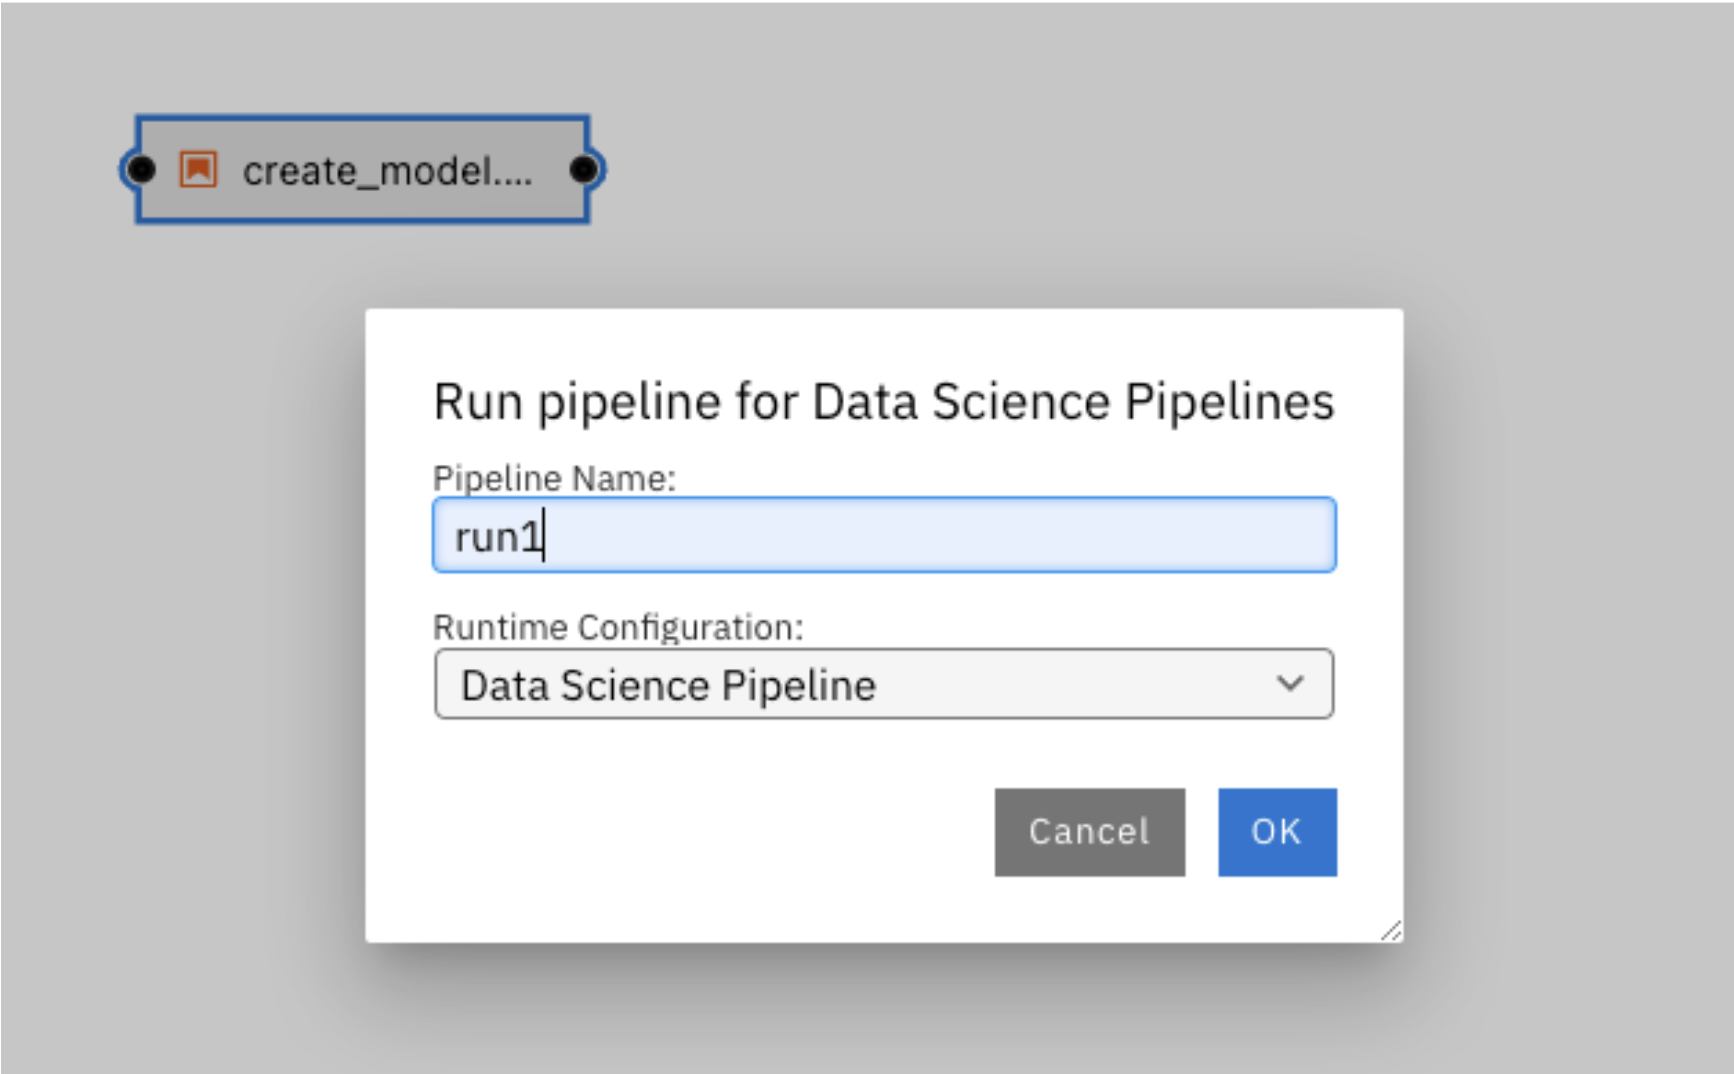 create_model....
Run pipeline for Data Science Pipelines
Pipeline Name:
run1
Runtime Configuration:
Data Science Pipeline
Cancel OK